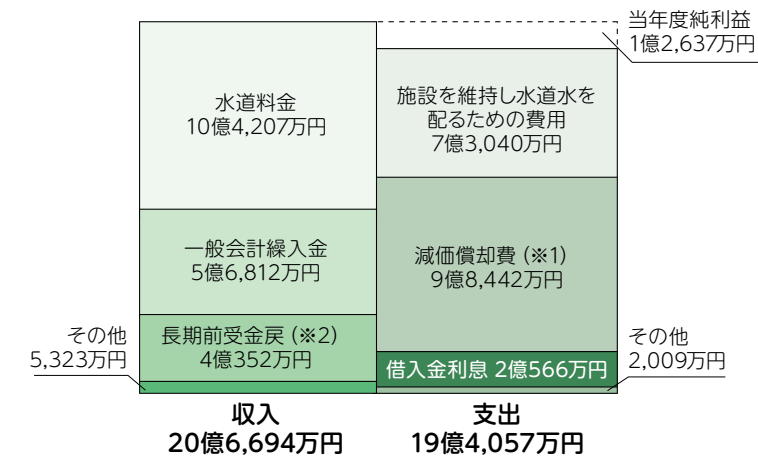 当年度純利益
1億2,637万円
水道料金
10億4,207万円
施設を維持し水道水を
配るための費用
7億3,040万円
一般会計繰入金
5億6,812万円
減価償却費(※1)
9億8,442万円
その他
5,323万円
長期前受金戻(※2)
4億352万円
借入金利息 2億566万円
その他
2,009万円
収入
20億6,694万円
支出
19億4,057万円